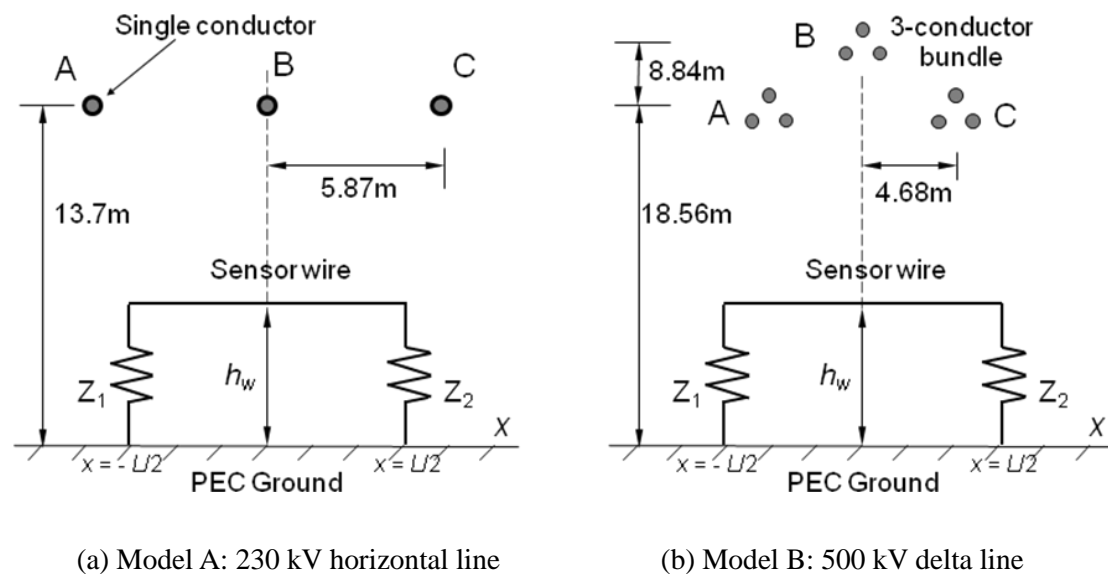 Single conductor
A
B
C
5.87m
13.7m
Sensor wire
Z1
hw
Z2
X
x = - L/2
x = L/2
PEC Ground
(a) Model A: 230 kV horizontal line
B
3-conductor
bundle
8.84m
A
C
4.68m
18.56m
Sensor wire
Z1
hw
Z2
X
x = - L/2
x = L/2
PEC Ground
(b) Model B: 500 kV delta line